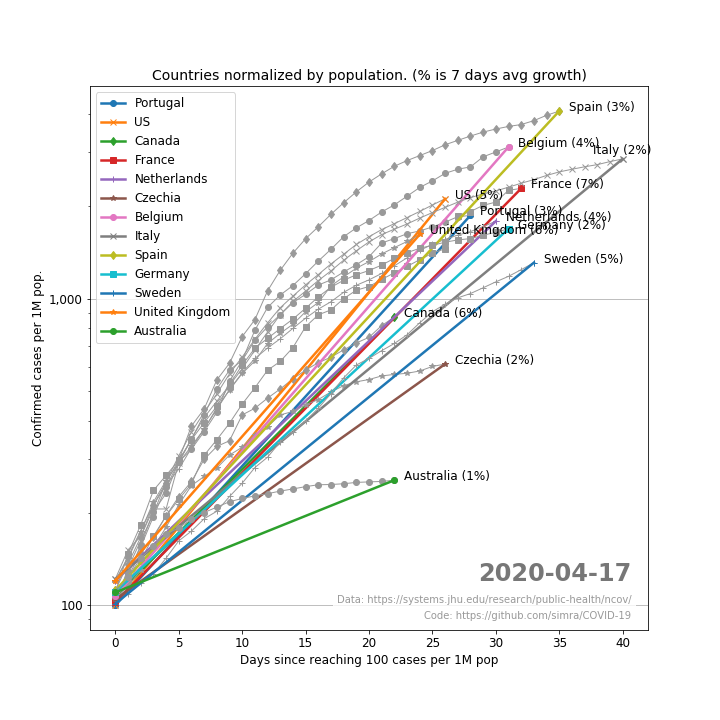 Countries normalized by population. (% is 7 days avg growth)
Portugal
US
Canada
France
Netherlands
Czechia
Belgium
Italy
Spain
Germany
Sweden
United Kingdom
Australia
Spain (3%)
Belgium (4%)
Italy (2%)
France (7%)
US (5%)
Portugal (3%)
Netherlands (4%)
Germany (2%)
United Kingdom (6%)
Sweden (5%)
Canada (6%)
Czechia (2%)
Australia (1%)
1,000
100
Confirmed cases per 1M pop.
2020-04-17
Data: https://systems.jhu.edu/research/public-health/ncov/
Code: https://github.com/simra/COVID-19
0 5 10 15 20 25 30 35 40
Days since reaching 100 cases per 1M pop